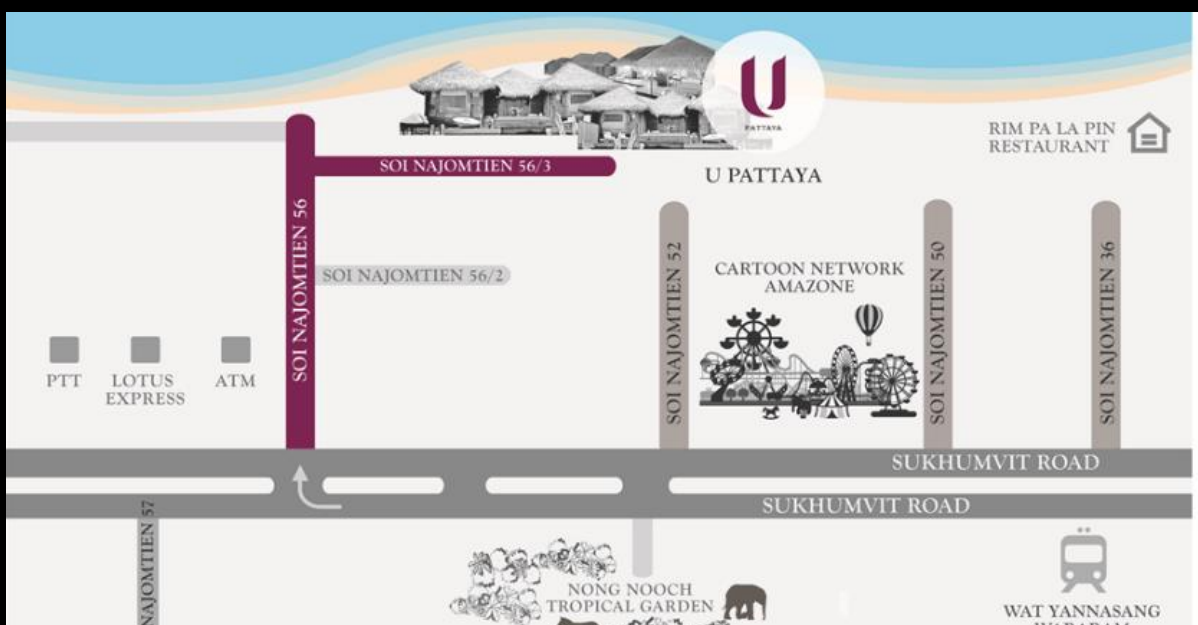 U
PATTAYA
U PATTAYA
RIM PA LA PIN
RESTAURANT
SOI NAJOMTIEN 56/3
SOI NAJOMTIEN 56
SOI NAJOMTIEN 56/2
SOI NAJOMTIEN 52
CARTOON NETWORK
AMAZONE
SOI NAJOMTIEN 50
SOI NAJOMTIEN 36
PTT
LOTUS
EXPRESS
ATM
SUKHUMVIT ROAD
SUKHUMVIT ROAD
NAJOMTIEN 57
NONG NOOCH
TROPICAL GARDEN
WAT YANNASANG